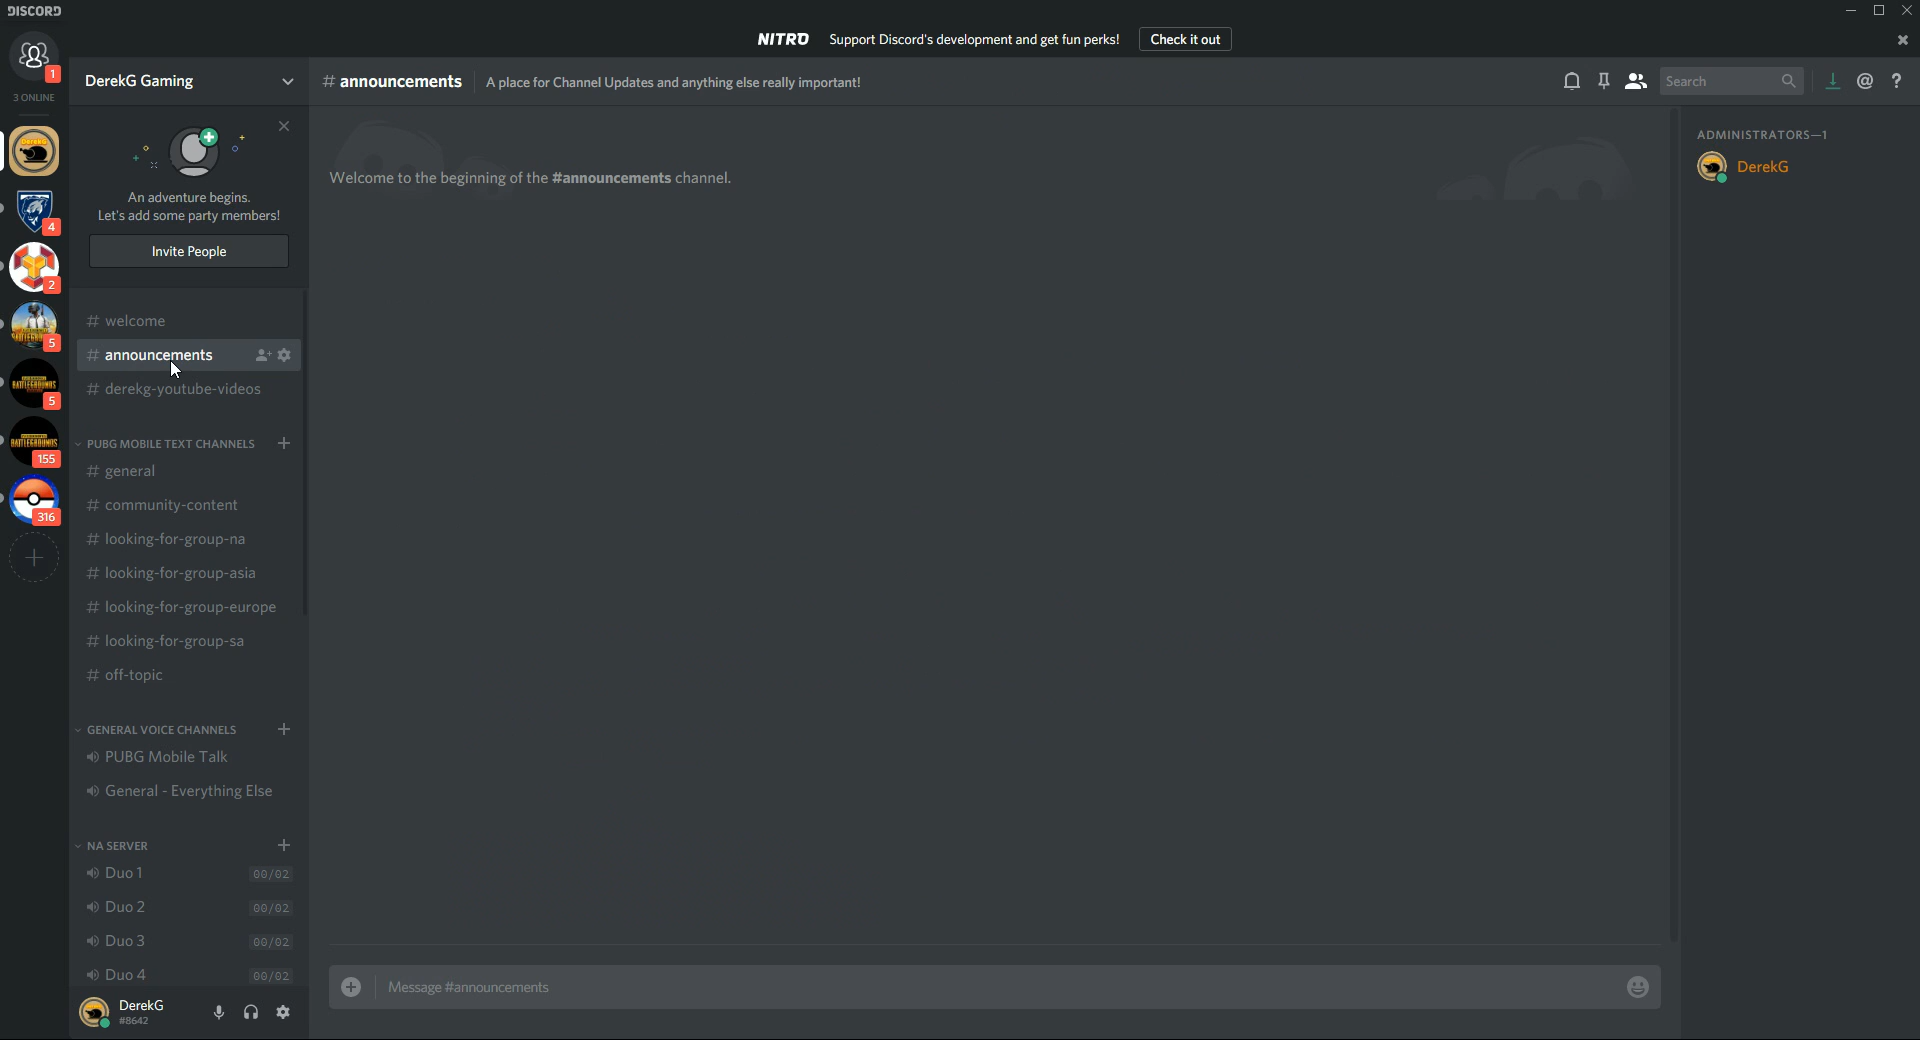 DISCORD
NITRO Support Discord's development and get fun perks! Check it out
1
3 ONLINE
DerekG
4
2
5
5
BATTLEGROUNDS
155
316
DerekG Gaming
An adventure begins.
Let's add some party members!
Invite People
# welcome
# announcements
# derekg-youtube-videos
PUBG MOBILE TEXT CHANNELS +
# general
# community-content
# looking-for-group-na
# looking-for-group-asia
# looking-for-group-europe
# looking-for-group-sa
# off-topic
GENERAL VOICE CHANNELS +
PUBG Mobile Talk
General - Everything Else
NA SERVER +
Duo 1 00/02
Duo 2 00/02
Duo 3 00/02
Duo 4 00/02
DerekG
#8642
# announcements A place for Channel Updates and anything else really important!
Search @ ?
Welcome to the beginning of the #announcements channel.
Message #announcements
ADMINISTRATORS—1
DerekG